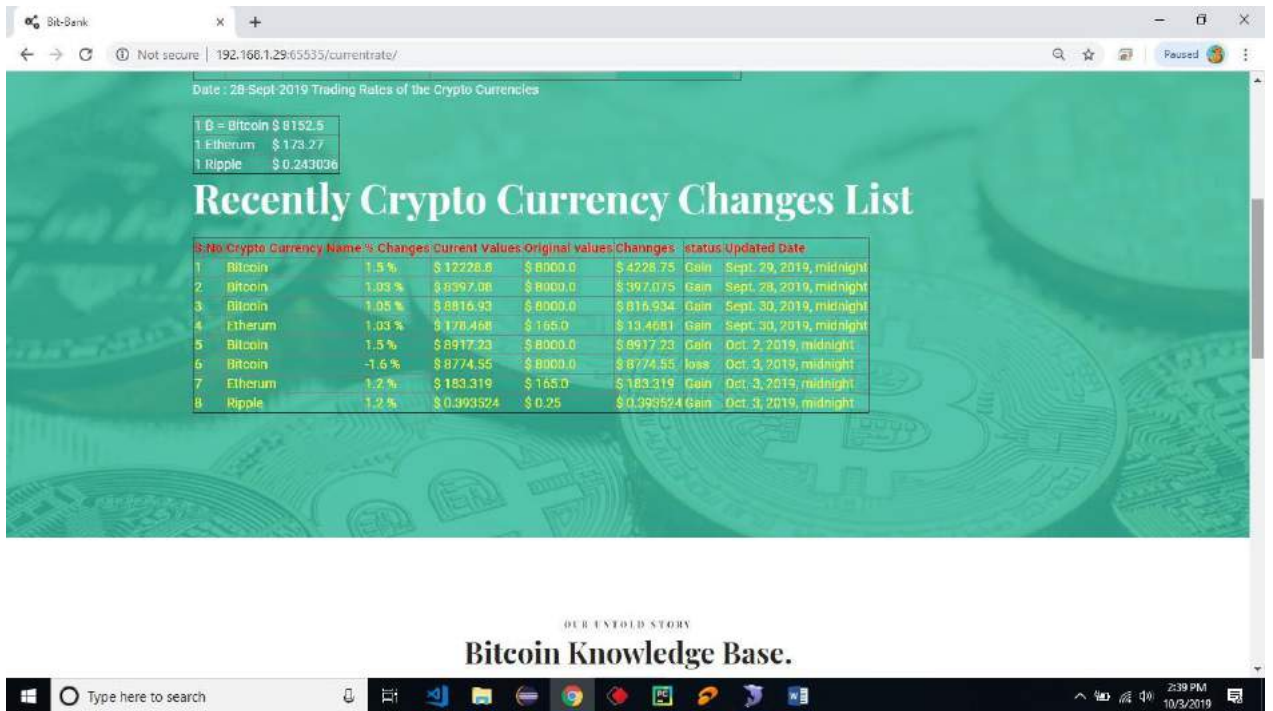 Bit-Bank
Not secure | 192.168.1.29:65535/currentrate/
Paused
Date : 28-Sept-2019 Trading Rates of the Crypto Currencies
1 ₿ = Bitcoin $ 8152.5
1 Etherum $ 173.27
1 Ripple $ 0.243036
Recently Crypto Currency Changes List
S.No Crypto Currency Name % Changes Current Values Original values Channges status Updated Date
1 Bitcoin 1.5 % $ 12228.8 $ 8000.0 $ 4228.75 Gain Sept. 29, 2019, midnight
2 Bitcoin 1.03 % $ 8397.08 $ 8000.0 $ 397.075 Gain Sept. 28, 2019, midnight
3 Bitcoin 1.05 % $ 8816.93 $ 8000.0 $ 816.934 Gain Sept. 30, 2019, midnight
4 Etherum 1.03 % $ 178.468 $ 165.0 $ 13.4681 Gain Sept. 30, 2019, midnight
5 Bitcoin 1.5 % $ 8917.23 $ 8000.0 $ 8917.23 Gain Oct. 2, 2019, midnight
6 Bitcoin -1.6 % $ 8774.55 $ 8000.0 $ 8774.55 loss Oct. 3, 2019, midnight
7 Etherum 1.2 % $ 183.319 $ 165.0 $ 183.319 Gain Oct. 3, 2019, midnight
8 Ripple 1.2 % $ 0.393524 $ 0.25 $ 0.393524 Gain Oct. 3, 2019, midnight
OUR UNTOLD STORY
Bitcoin Knowledge Base.
Type here to search
2:39 PM
10/3/2019